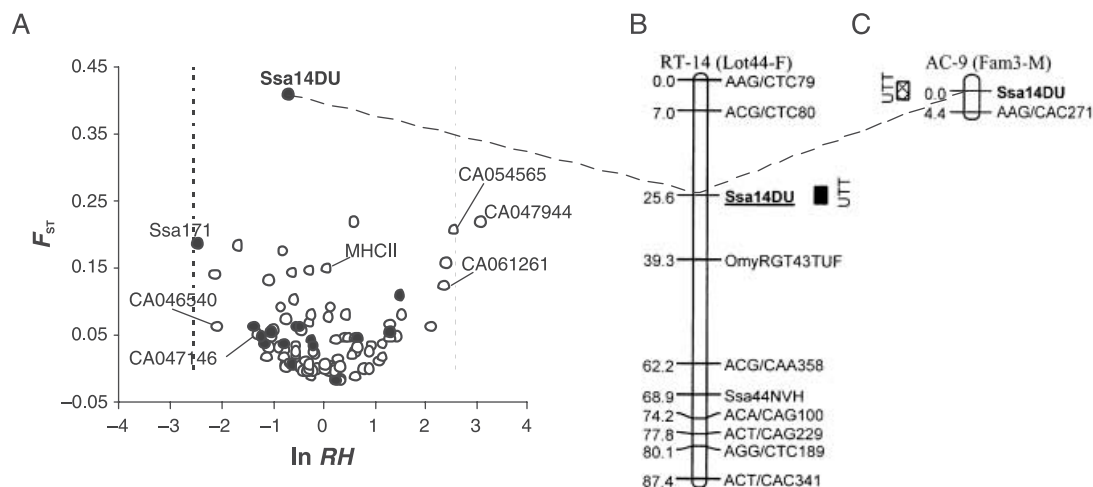 A
0.45
0.35
0.25
0.15
0.05
–0.05
F_ST
–4
–3
–2
–1
0
1
2
3
4
ln RH
Ssa14DU
Ssa171
CA046540
CA047146
MHCII
CA054565
CA047944
CA061261
B
RT-14 (Lot44-F)
0.0 AAG/CTC79
7.0 ACG/CTC80
25.6 Ssa14DU
UTT
39.3 OmyRGT43TUF
62.2 ACG/CAA358
68.9 Ssa44NVH
74.2 ACA/CAG100
77.8 ACT/CAG229
80.1 AGG/CTC189
87.4 ACT/CAC341
C
AC-9 (Fam3-M)
UTT
0.0 Ssa14DU
4.4 AAG/CAC271